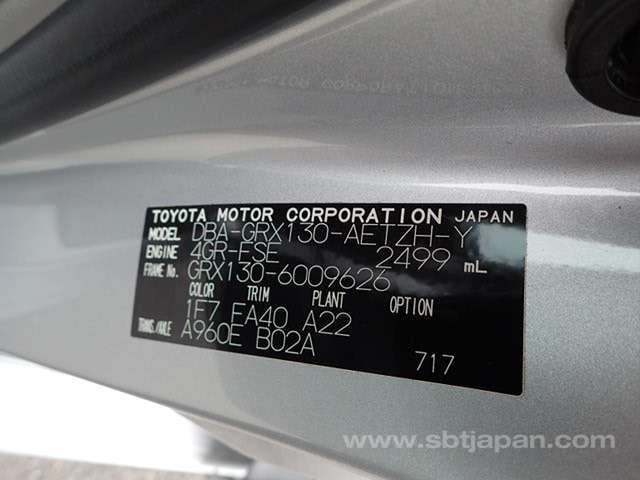 TOYOTA MOTOR CORPORATION JAPAN
MODEL DBA-GRX130-AETZH-Y
ENGINE 4GR-FSE 2499 mL
FRAME No. GRX130-6009626
COLOR TRIM PLANT OPTION
1F7 FA40 A22
TRANS./AXLE A960E B02A
717
www.sbtjapan.com